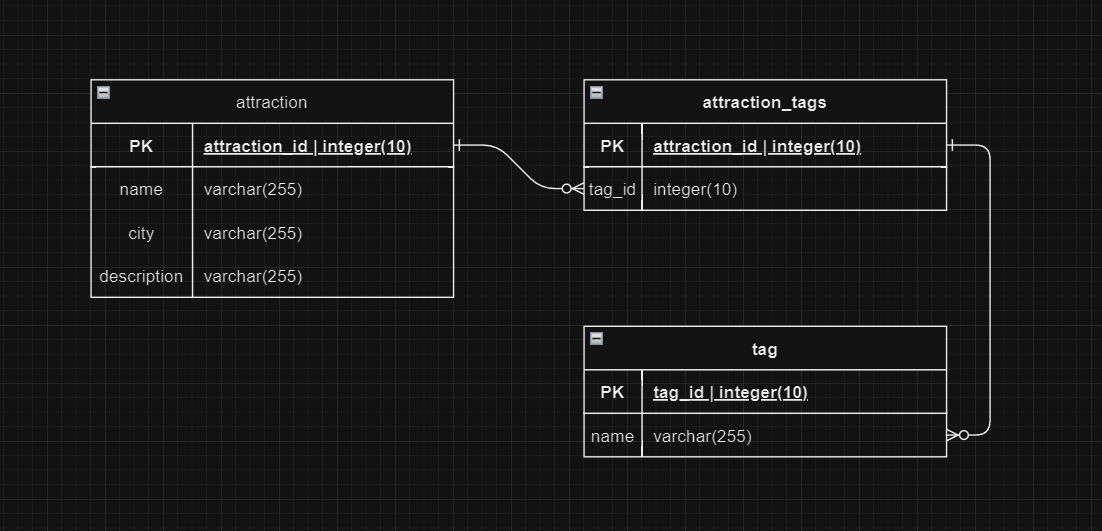 attraction
PK attraction_id | integer(10)
name varchar(255)
city varchar(255)
description varchar(255)
attraction_tags
PK attraction_id | integer(10)
tag_id integer(10)
tag
PK tag_id | integer(10)
name varchar(255)